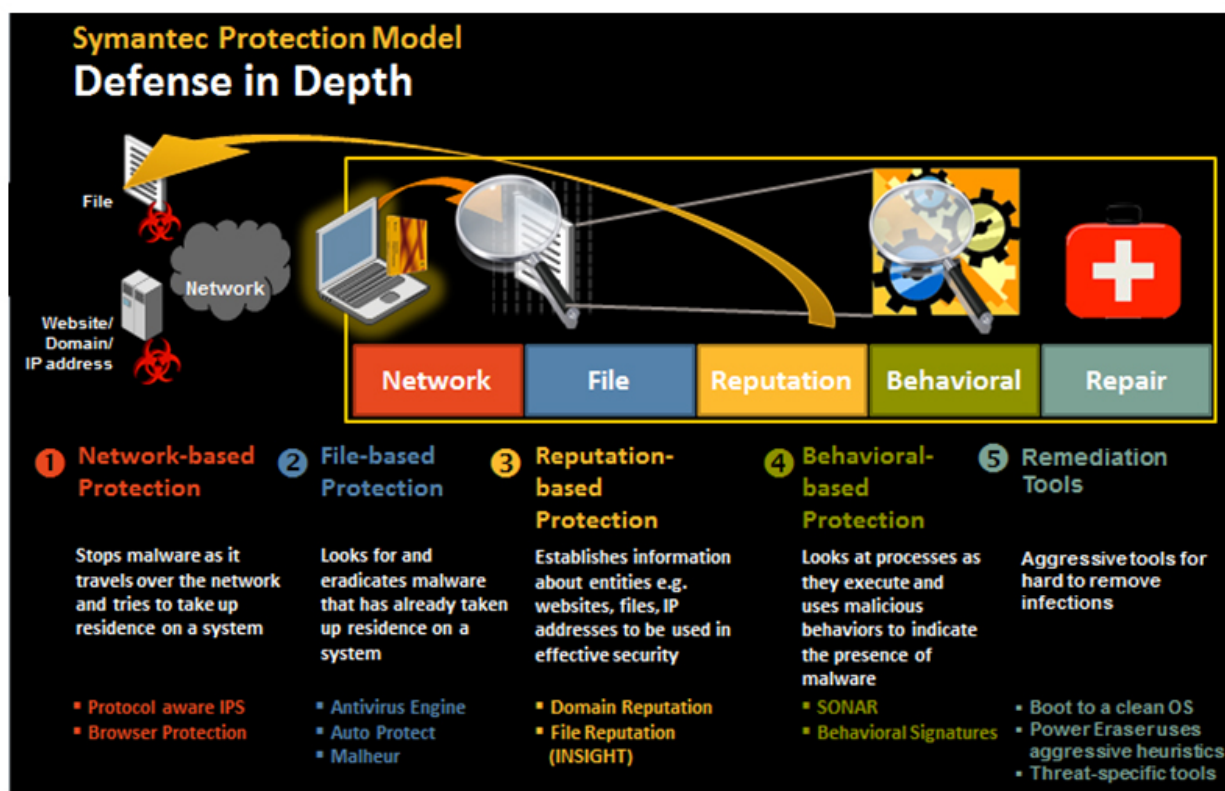 Symantec Protection Model
Defense in Depth
File
Network
Website/
Domain/
IP address
Network
File
Reputation
Behavioral
Repair
1 Network-based
Protection
Stops malware as it
travels over the network
and tries to take up
residence on a system
▪ Protocol aware IPS
▪ Browser Protection
2 File-based
Protection
Looks for and
eradicates malware
that has already taken
up residence on a
system
▪ Antivirus Engine
▪ Auto Protect
▪ Malheur
3 Reputation-
based
Protection
Establishes information
about entities e.g.
websites, files, IP
addresses to be used in
effective security
▪ Domain Reputation
▪ File Reputation
(INSIGHT)
4 Behavioral-
based
Protection
Looks at processes as
they execute and
uses malicious
behaviors to indicate
the presence of
malware
▪ SONAR
▪ Behavioral Signatures
5 Remediation
Tools
Aggressive tools for
hard to remove
infections
▪ Boot to a clean OS
▪ Power Eraser uses
aggressive heuristics
▪ Threat-specific tools